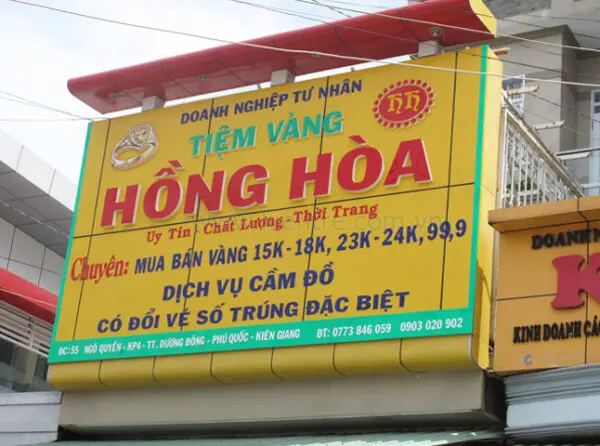 DOANH NGHIỆP TƯ NHÂN
TIỆM VÀNG
HH
HỒNG HÒA
Uy Tín - Chất Lượng - Thời Trang
Chuyên: MUA BÁN VÀNG 15K - 18K, 23K - 24K, 99,9
DỊCH VỤ CẦM ĐỒ
CÓ ĐỔI VÉ SỐ TRÚNG ĐẶC BIỆT
ĐC: 55 NGÔ QUYỀN - KP4 - TT. DƯƠNG ĐÔNG - PHÚ QUỐC - KIÊN GIANG ĐT: 0773 846 059 0903 020 902
DOANH
K
KINH DOANH CÁC